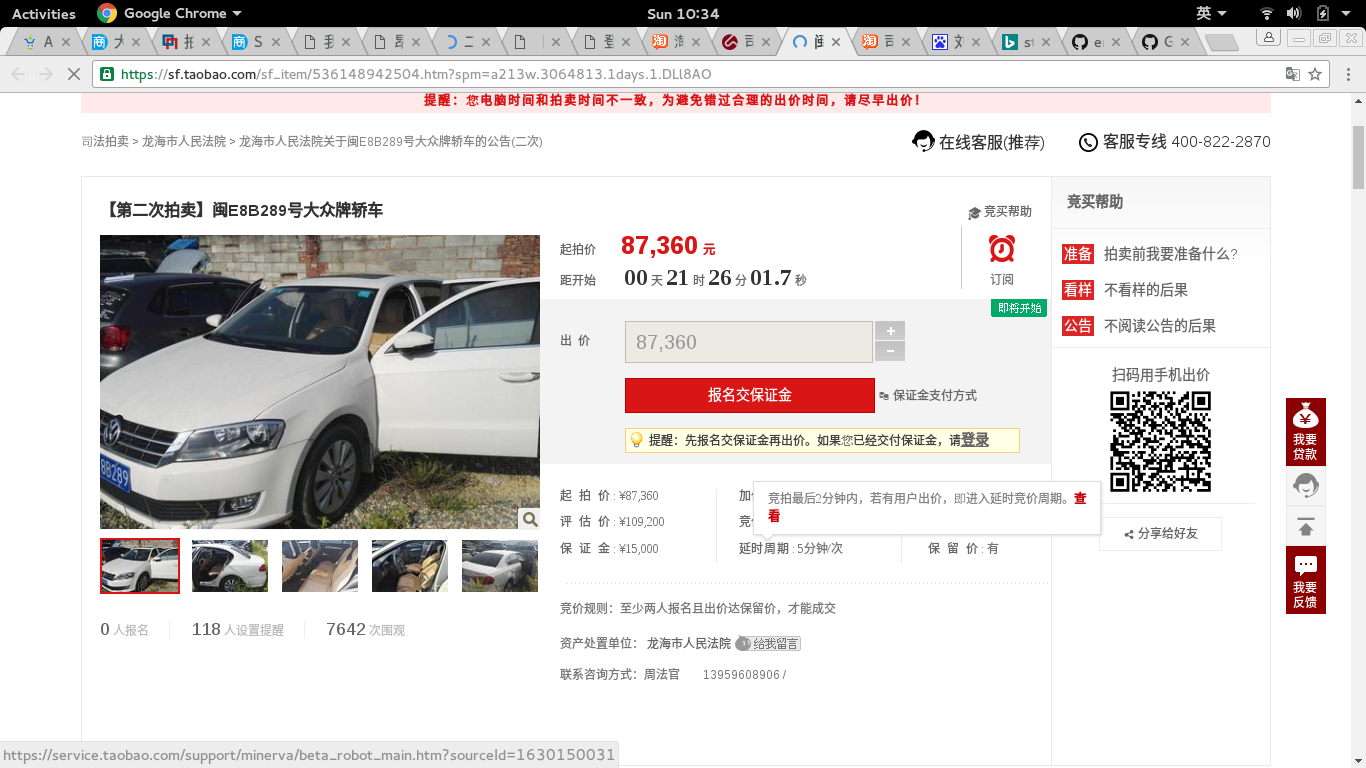 Activities
Google Chrome
Sun 10:34
英
https://sf.taobao.com/sf_item/536148942504.htm?spm=a213w.3064813.1days.1.DLl8AO
提醒：您电脑时间和拍卖时间不一致，为避免错过合理的出价时间，请尽早出价！
司法拍卖 > 龙海市人民法院 > 龙海市人民法院关于闽E8B289号大众牌轿车的公告(二次)
在线客服(推荐)
客服专线 400-822-2870
【第二次拍卖】闽E8B289号大众牌轿车
竞买帮助
起拍价 87,360 元
距开始 00 天 21 时 26 分 01.7 秒
订阅
即将开始
出 价 87,360
报名交保证金
保证金支付方式
提醒：先报名交保证金再出价。如果您已经交付保证金，请登录
起 拍 价 : ¥87,360
评 估 价 : ¥109,200
保 证 金 : ¥15,000
竞拍最后2分钟内，若有用户出价，即进入延时竞价周期。查
看
延时周期 : 5分钟/次
保 留 价 : 有
8B289
0 人报名
118 人设置提醒
7642 次围观
竞价规则：至少两人报名且出价达保留价，才能成交
资产处置单位： 龙海市人民法院 给我留言
联系咨询方式：周法官 13959608906 /
竞买帮助
准备 拍卖前我要准备什么?
看样 不看样的后果
公告 不阅读公告的后果
扫码用手机出价
分享给好友
我要
贷款
我要
反馈
https://service.taobao.com/support/minerva/beta_robot_main.htm?sourceId=1630150031